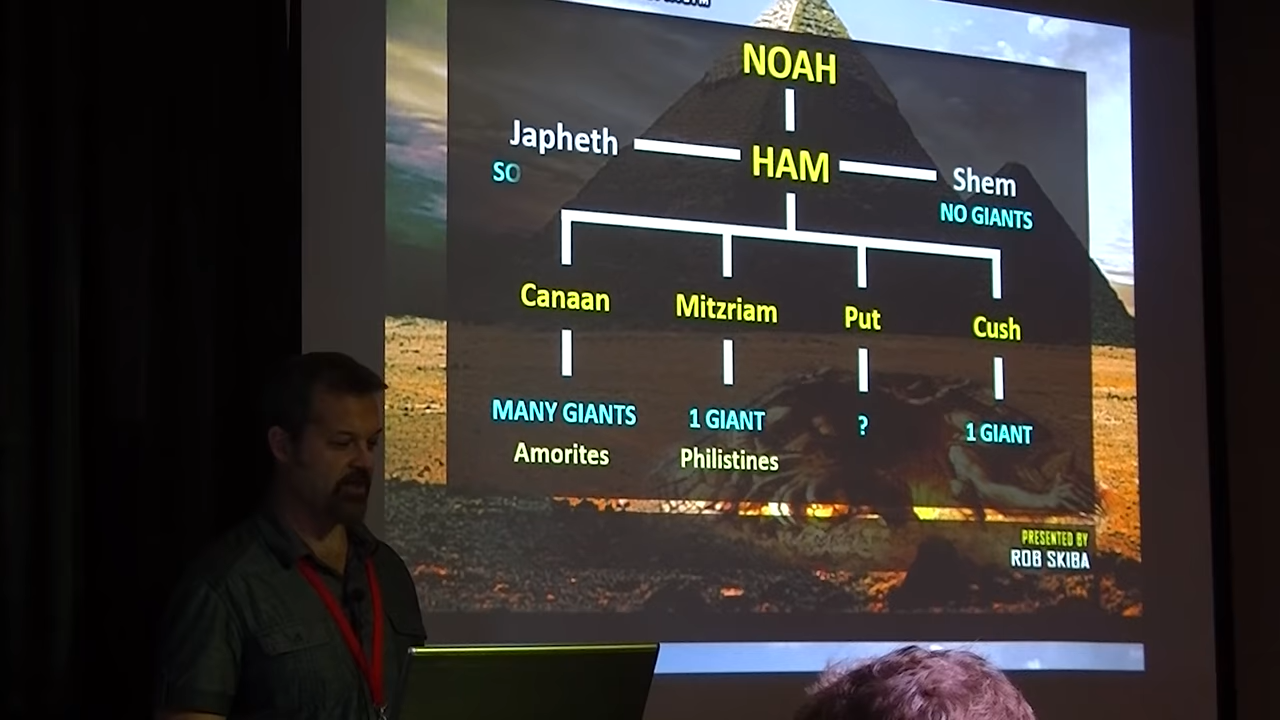 NOAH
Japheth
HAM
Shem
SO
NO GIANTS
Canaan
Mitzriam
Put
Cush
MANY GIANTS
1 GIANT
?
1 GIANT
Amorites
Philistines
PRESENTED BY
ROB SKIBA